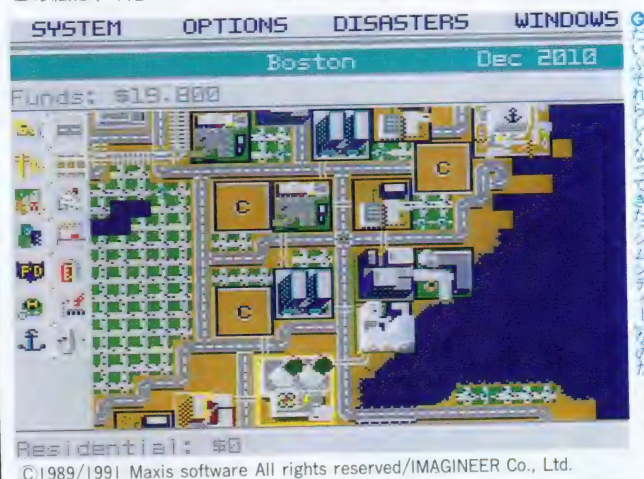 SYSTEM OPTIONS DISASTERS WINDOWS
Boston Dec 2010
Funds: $19.800
C
C
C
C
PD
Residential: $0
©1989/1991 Maxis software All rights reserved/IMAGINEER Co., Ltd.